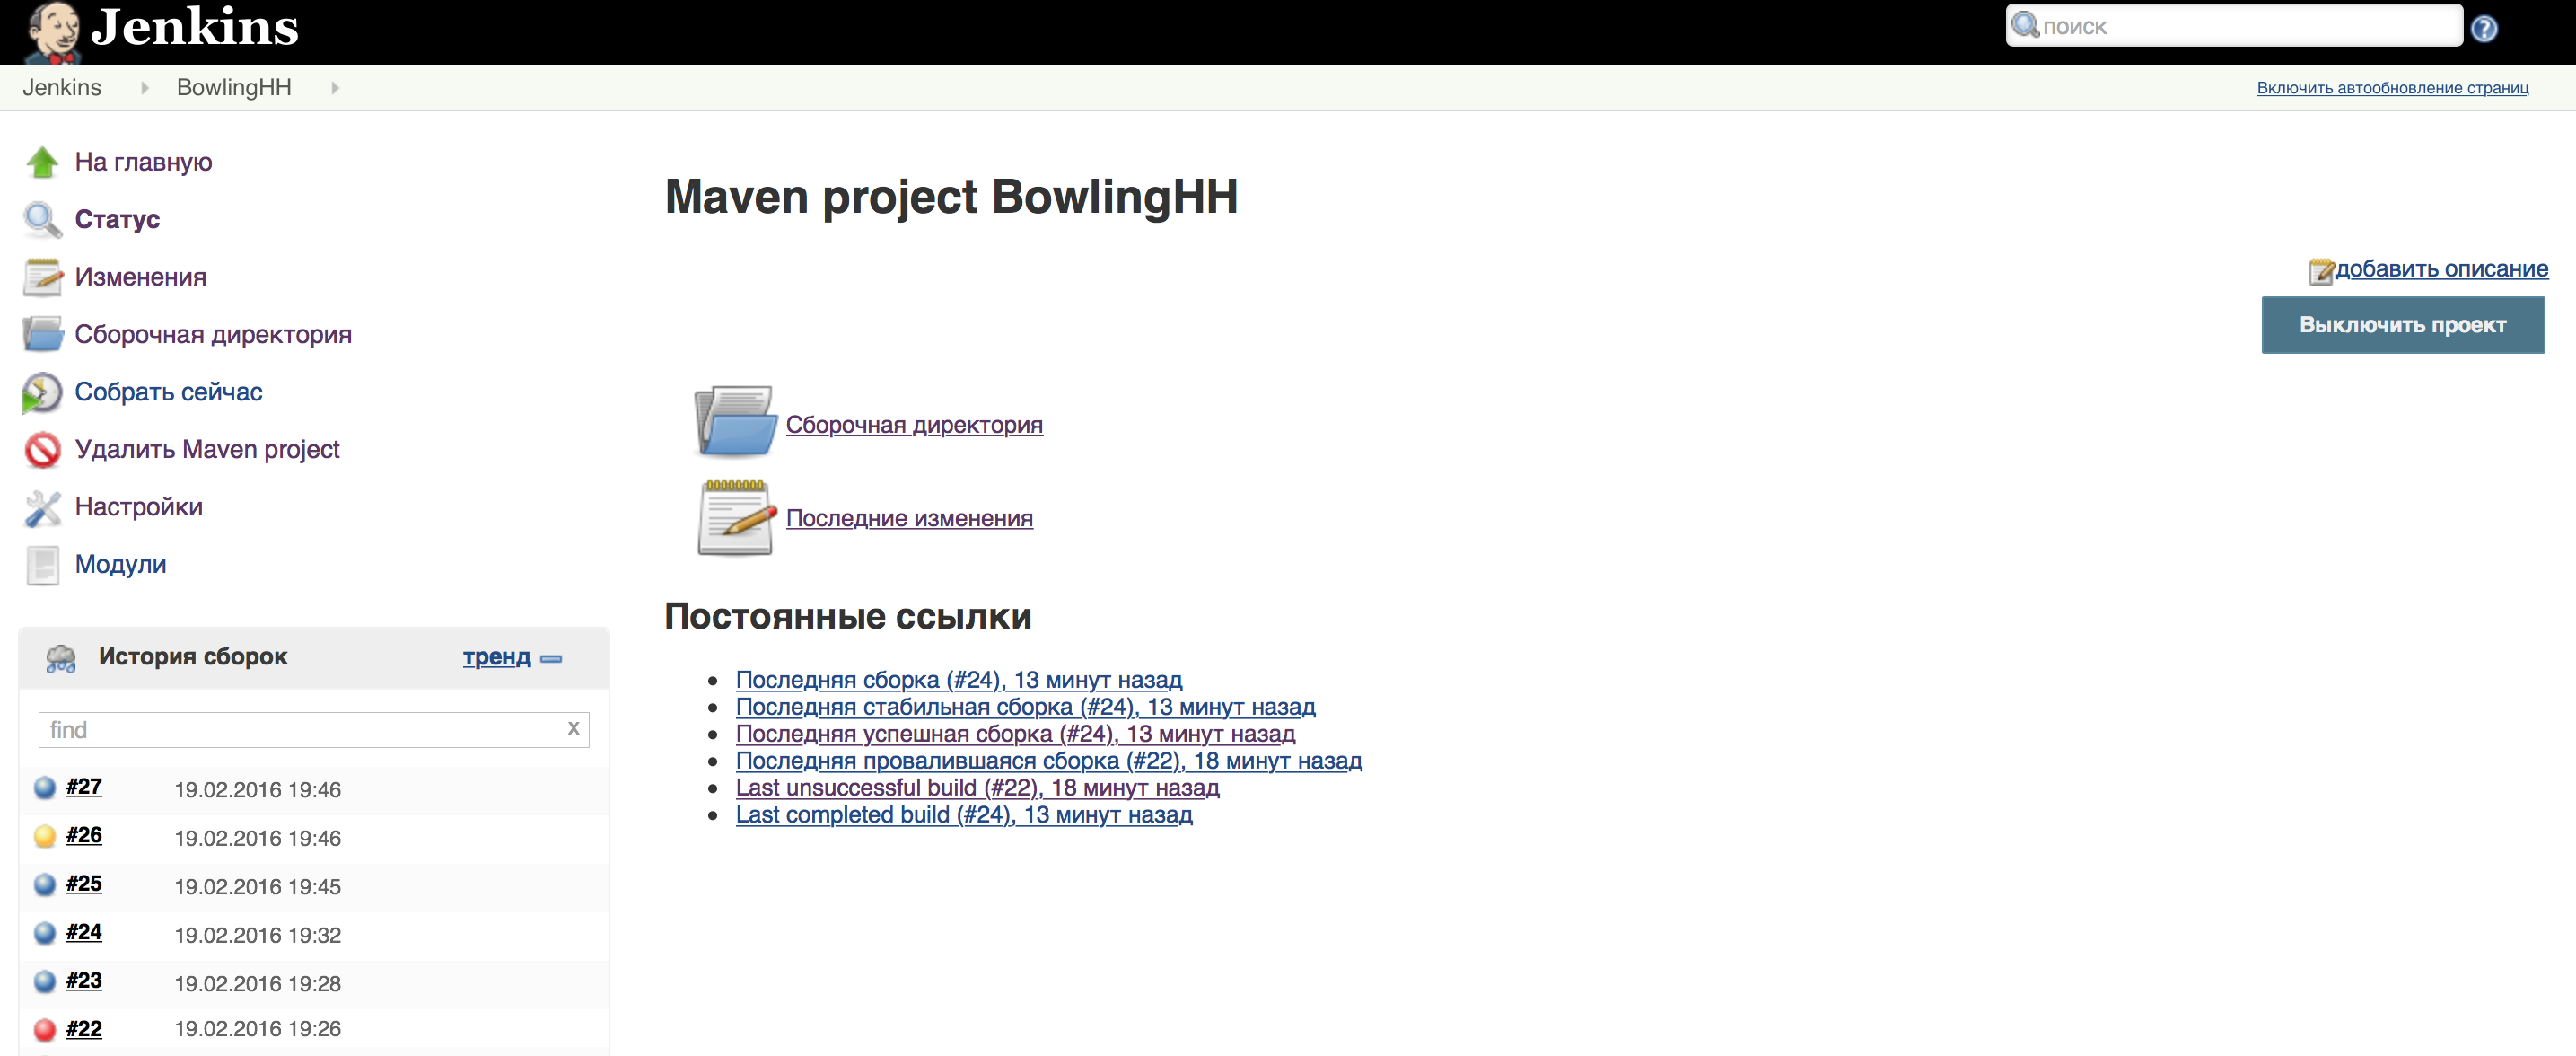 Jenkins
поиск
Jenkins BowlingHH
Включить автообновление страниц
На главную
Статус
Изменения
Сборочная директория
Собрать сейчас
Удалить Maven project
Настройки
Модули
История сборок тренд
find x
#27 19.02.2016 19:46
#26 19.02.2016 19:46
#25 19.02.2016 19:45
#24 19.02.2016 19:32
#23 19.02.2016 19:28
#22 19.02.2016 19:26
Maven project BowlingHH
добавить описание
Выключить проект
Сборочная директория
Последние изменения
Постоянные ссылки
Последняя сборка (#24), 13 минут назад
Последняя стабильная сборка (#24), 13 минут назад
Последняя успешная сборка (#24), 13 минут назад
Последняя провалившаяся сборка (#22), 18 минут назад
Last unsuccessful build (#22), 18 минут назад
Last completed build (#24), 13 минут назад